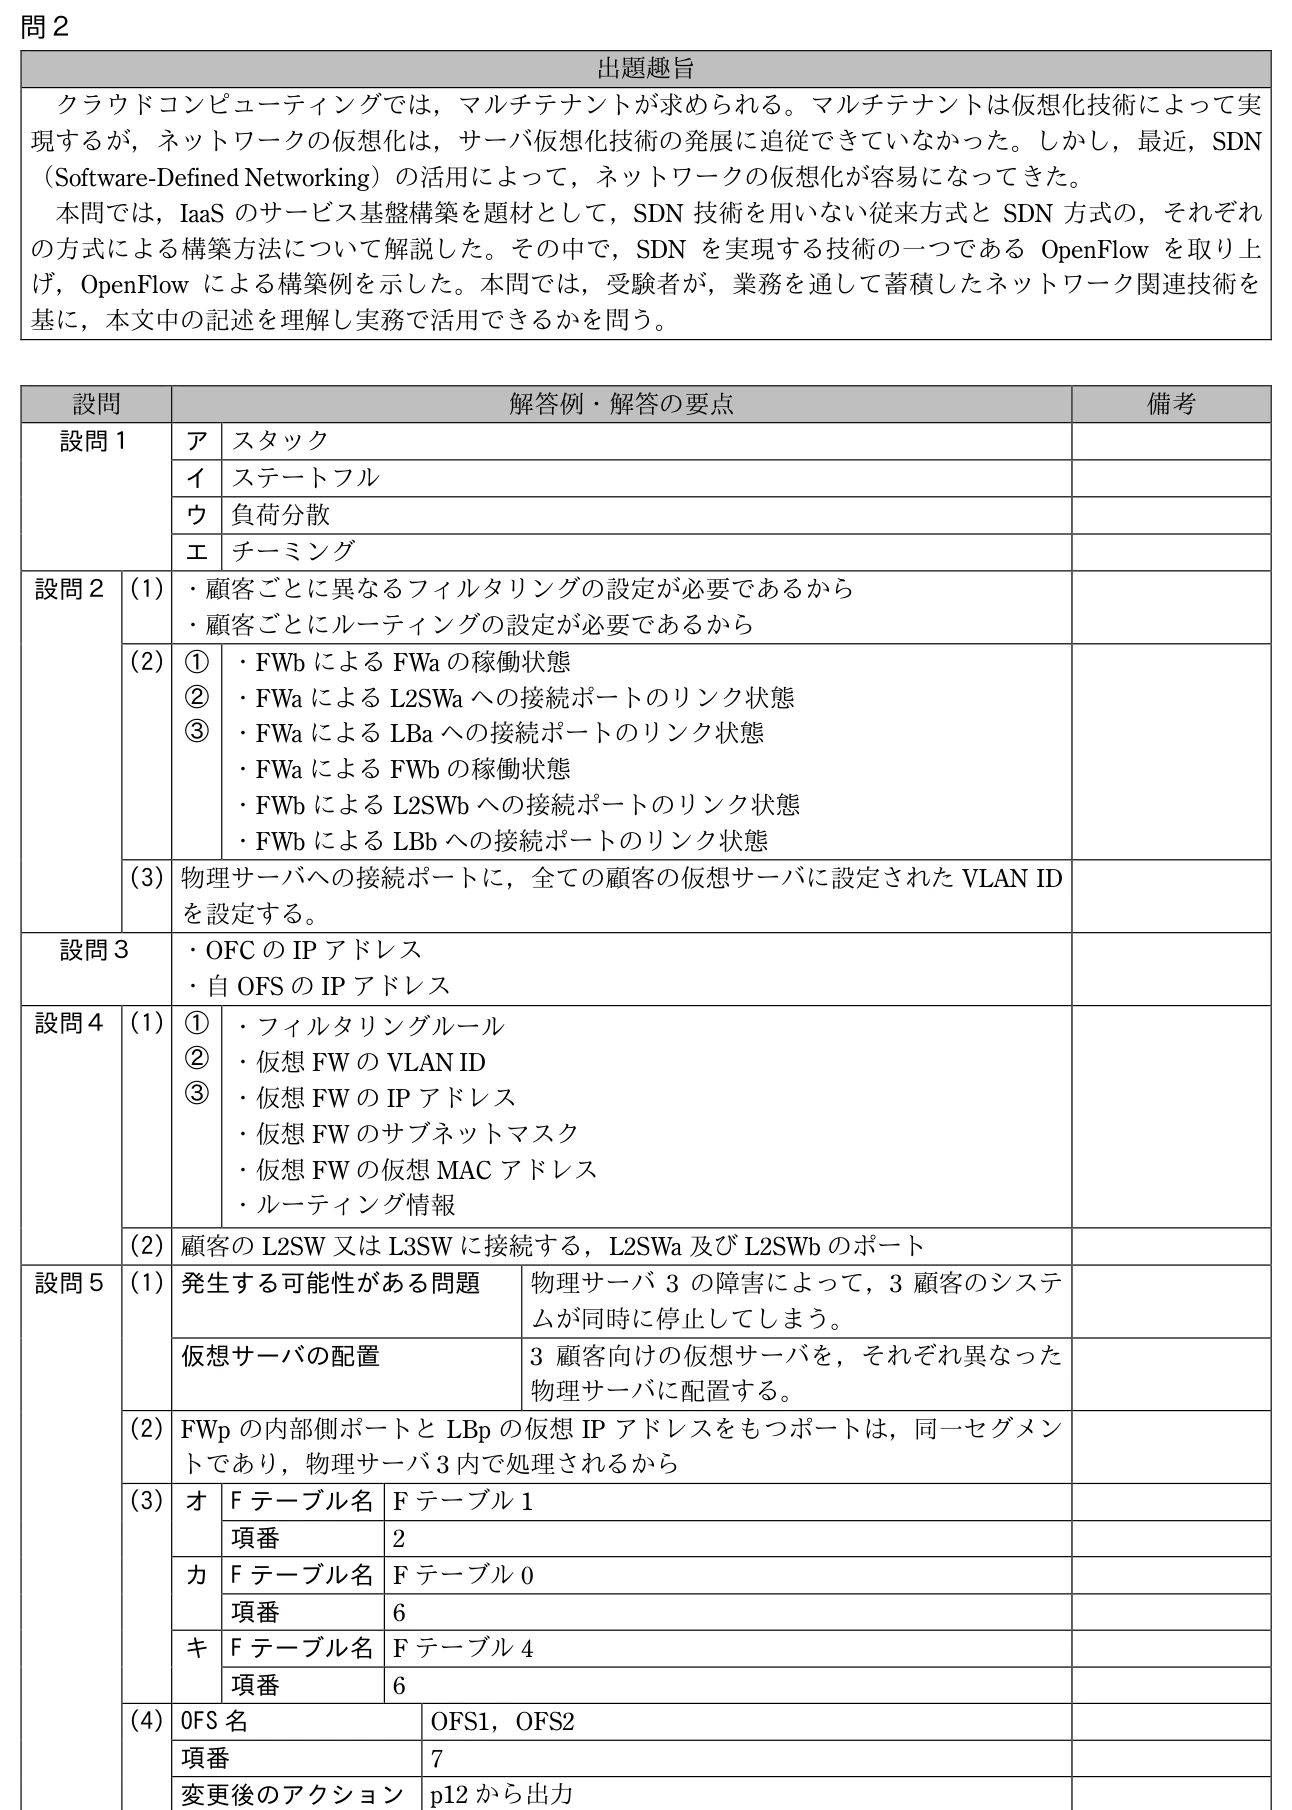 問2
出題趣旨
クラウドコンピューティングでは，マルチテナントが求められる。マルチテナントは仮想化技術によって実
現するが，ネットワークの仮想化は，サーバ仮想化技術の発展に追従できていなかった。しかし，最近，SDN
（Software-Defined Networking）の活用によって，ネットワークの仮想化が容易になってきた。
本問では，IaaS のサービス基盤構築を題材として，SDN 技術を用いない従来方式と SDN 方式の，それぞれ
の方式による構築方法について解説した。その中で，SDN を実現する技術の一つである OpenFlow を取り上
げ，OpenFlow による構築例を示した。本問では，受験者が，業務を通して蓄積したネットワーク関連技術を
基に，本文中の記述を理解し実務で活用できるかを問う。
設問 解答例・解答の要点 備考
設問1 ア スタック
イ ステートフル
ウ 負荷分散
エ チーミング
設問2 (1) ・顧客ごとに異なるフィルタリングの設定が必要であるから
・顧客ごとにルーティングの設定が必要であるから
(2) ① ・FWb による FWa の稼働状態
② ・FWa による L2SWa への接続ポートのリンク状態
③ ・FWa による LBa への接続ポートのリンク状態
・FWa による FWb の稼働状態
・FWb による L2SWb への接続ポートのリンク状態
・FWb による LBb への接続ポートのリンク状態
(3) 物理サーバへの接続ポートに，全ての顧客の仮想サーバに設定された VLAN ID
を設定する。
設問3 ・OFC の IP アドレス
・自 OFS の IP アドレス
設問4 (1) ① ・フィルタリングルール
② ・仮想 FW の VLAN ID
③ ・仮想 FW の IP アドレス
・仮想 FW のサブネットマスク
・仮想 FW の仮想 MAC アドレス
・ルーティング情報
(2) 顧客の L2SW 又は L3SW に接続する，L2SWa 及び L2SWb のポート
設問5 (1) 発生する可能性がある問題 物理サーバ 3 の障害によって，3 顧客のシステ
ムが同時に停止してしまう。
仮想サーバの配置 3 顧客向けの仮想サーバを，それぞれ異なった
物理サーバに配置する。
(2) FWp の内部側ポートと LBp の仮想 IP アドレスをもつポートは，同一セグメン
トであり，物理サーバ3内で処理されるから
(3) オ F テーブル名 F テーブル 1
項番 2
カ F テーブル名 F テーブル 0
項番 6
キ F テーブル名 F テーブル 4
項番 6
(4) OFS 名 OFS1，OFS2
項番 7
変更後のアクション p12 から出力